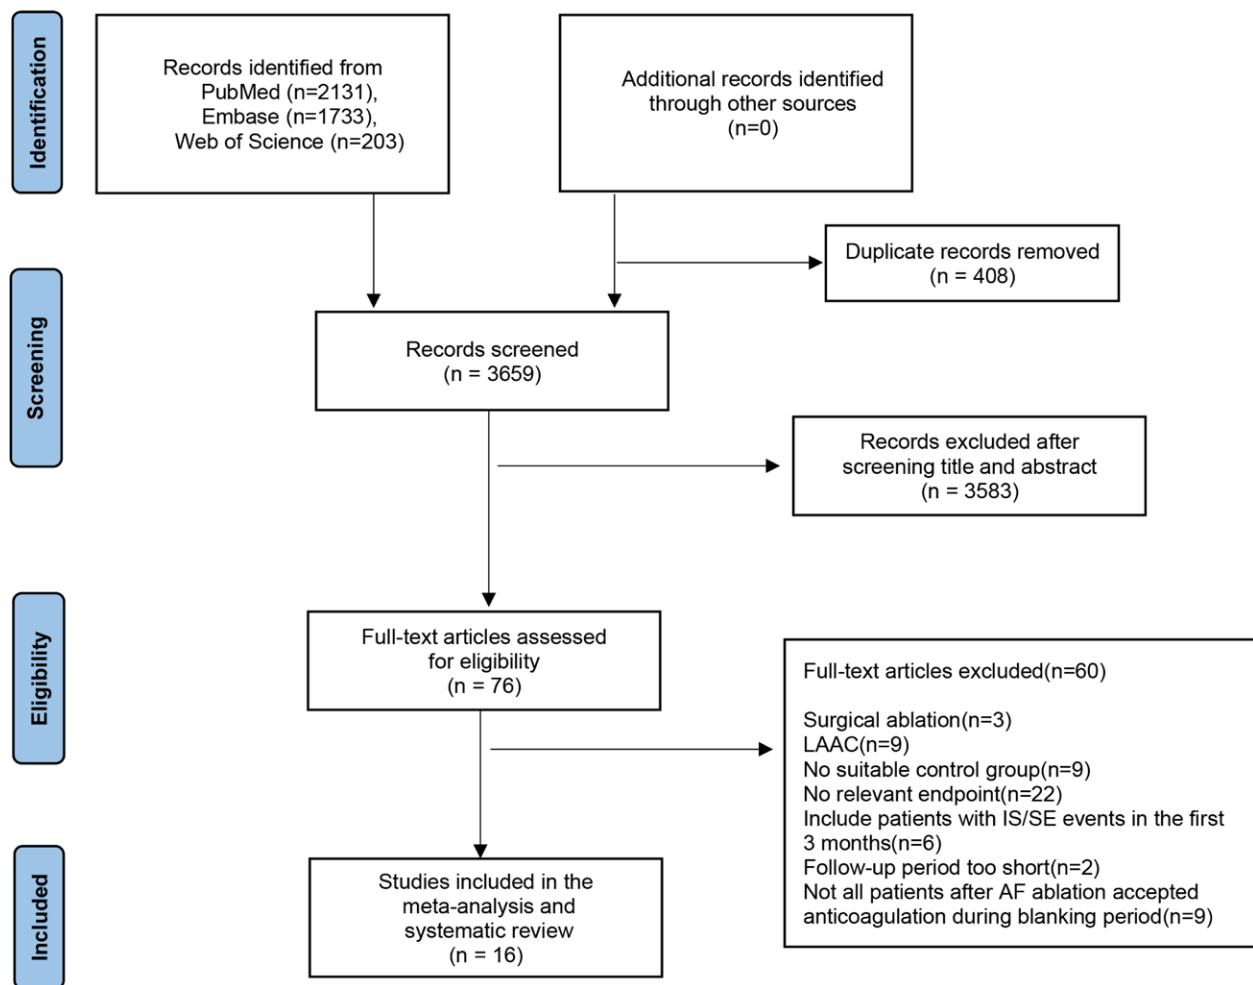 Identification
Records identified from
PubMed (n=2131),
Embase (n=1733),
Web of Science (n=203)
Additional records identified
through other sources
(n=0)
Duplicate records removed
(n = 408)
Screening
Records screened
(n = 3659)
Records excluded after
screening title and abstract
(n = 3583)
Eligibility
Full-text articles assessed
for eligibility
(n = 76)
Full-text articles excluded(n=60)
Surgical ablation(n=3)
LAAC(n=9)
No suitable control group(n=9)
No relevant endpoint(n=22)
Include patients with IS/SE events in the first
3 months(n=6)
Follow-up period too short(n=2)
Not all patients after AF ablation accepted
anticoagulation during blanking period(n=9)
Included
Studies included in the
meta-analysis and
systematic review
(n = 16)